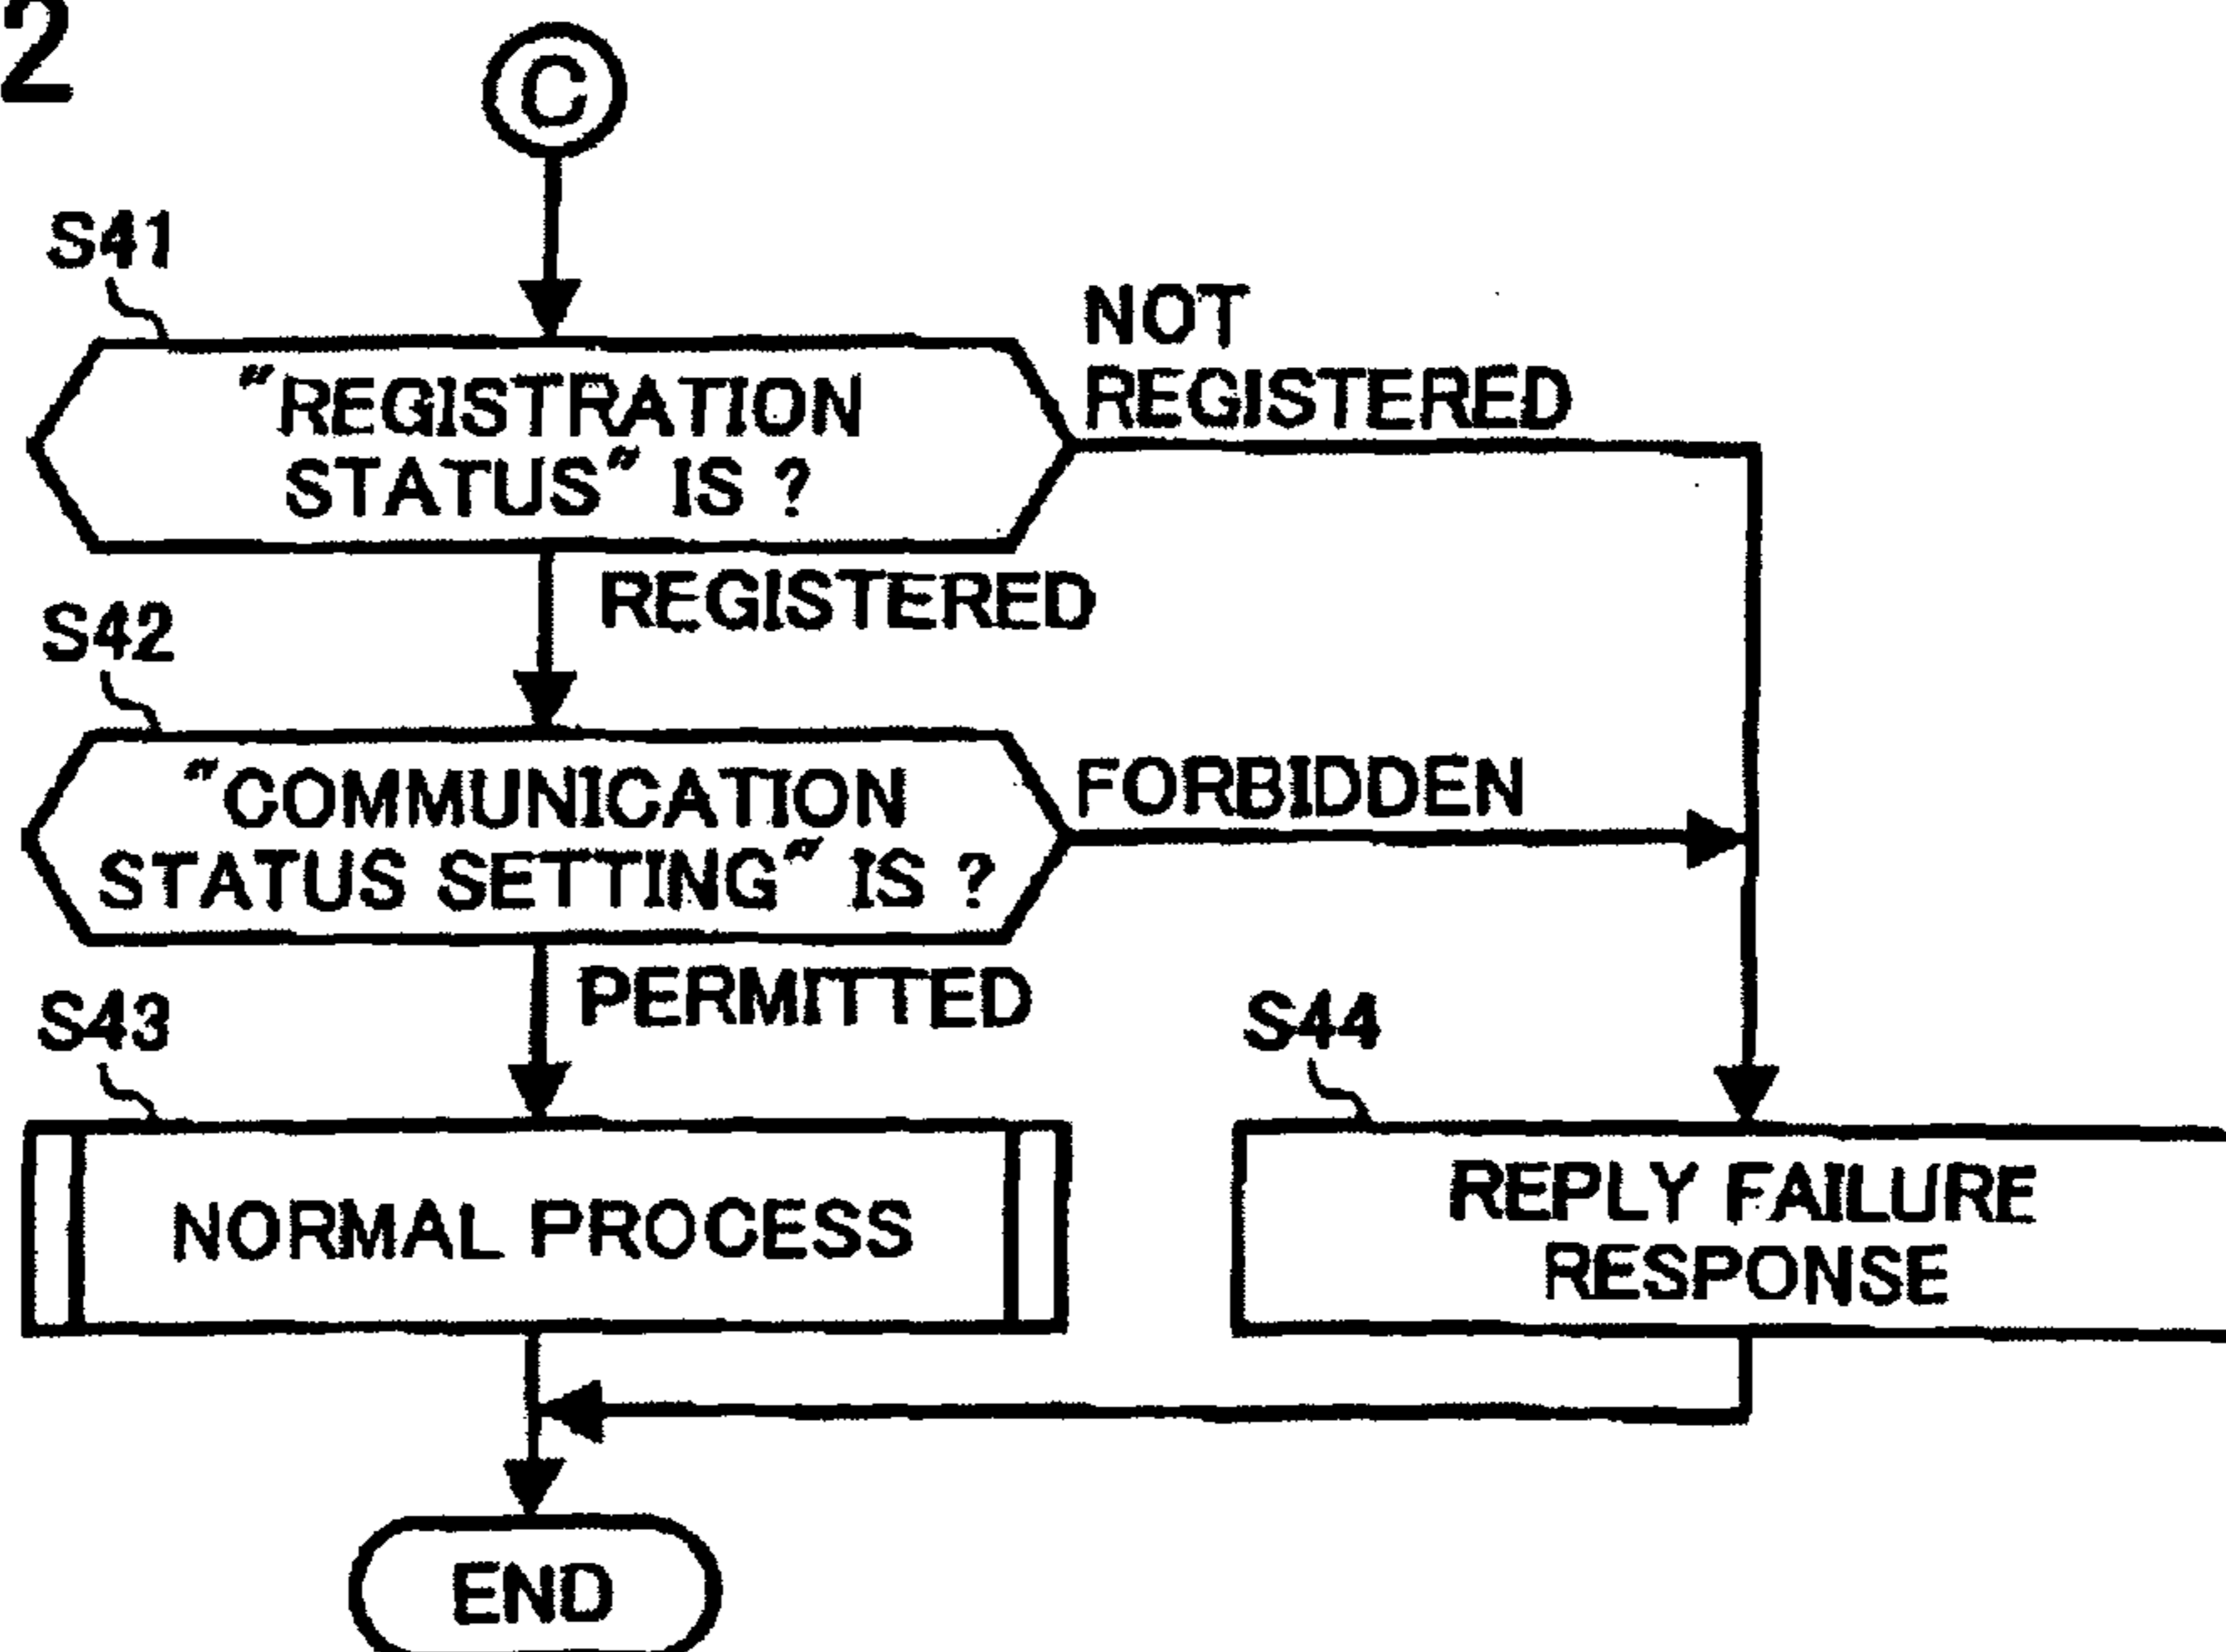 2
C
S41
"REGISTRATION
STATUS" IS ?
NOT
REGISTERED
REGISTERED
S42
"COMMUNICATION
STATUS SETTING" IS ?
FORBIDDEN
PERMITTED
S43
NORMAL PROCESS
S44
REPLY FAILURE
RESPONSE
END